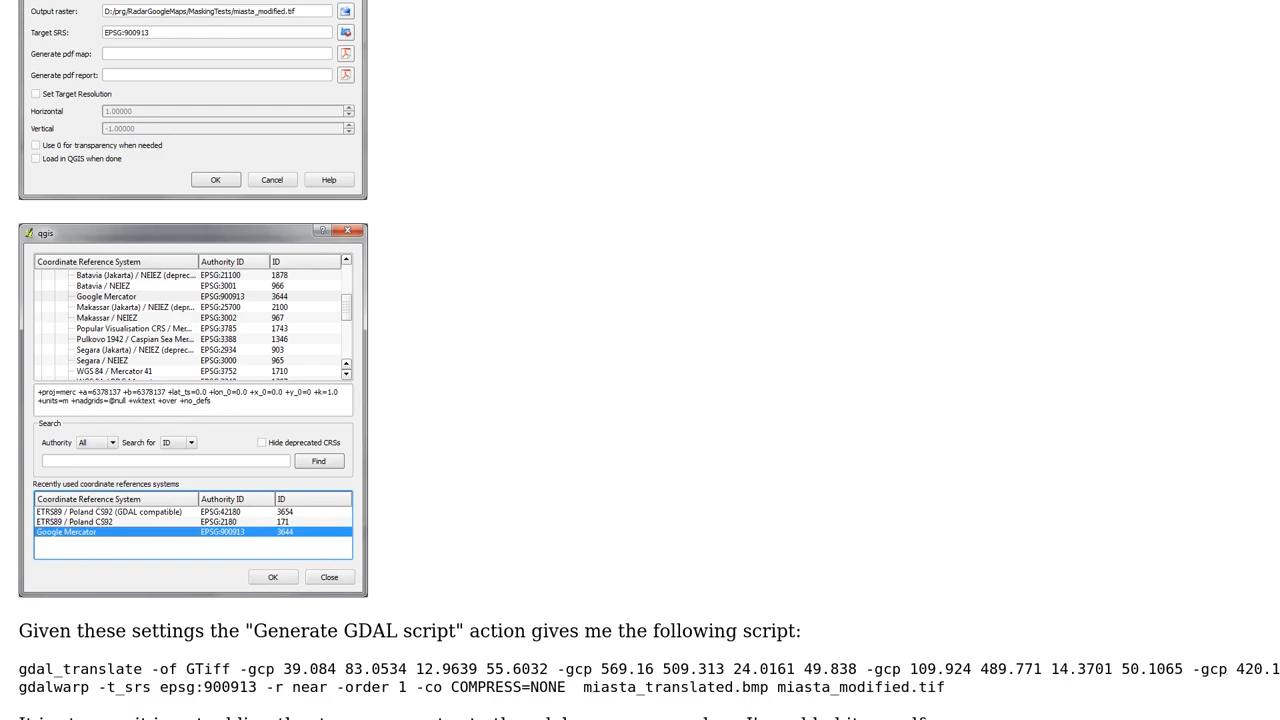 Output raster: D:/prg/RadarGoogleMaps/MaskingTests/miasta_modified.tif
Target SRS: EPSG:900913
Generate pdf map:
Generate pdf report:
Set Target Resolution
Horizontal 1.00000
Vertical -1.00000
Use 0 for transparency when needed
Load in QGIS when done
OK Cancel Help
qgis
Coordinate Reference System Authority ID ID
Batavia (Jakarta) / NEIEZ (deprec... EPSG:21100 1878
Batavia / NEIEZ EPSG:3001 966
Google Mercator EPSG:900913 3644
Makassar (Jakarta) / NEIEZ (depr... EPSG:25700 2100
Makassar / NEIEZ EPSG:3002 967
Popular Visualisation CRS / Mer... EPSG:3785 1743
Pulkovo 1942 / Caspian Sea Mer... EPSG:3388 1346
Segara (Jakarta) / NEIEZ (deprec... EPSG:2934 903
Segara / NEIEZ EPSG:3000 965
WGS 84 / Mercator 41 EPSG:3752 1710
+proj=merc +a=6378137 +b=6378137 +lat_ts=0.0 +lon_0=0.0 +x_0=0.0 +y_0=0 +k=1.0
+units=m +nadgrids=@null +wktext +over +no_defs
Search
Authority All Search for ID Hide deprecated CRSs
Find
Recently used coordinate references systems
Coordinate Reference System Authority ID ID
ETRS89 / Poland CS92 (GDAL compatible) EPSG:42180 3654
ETRS89 / Poland CS92 EPSG:2180 171
Google Mercator EPSG:900913 3644
OK Close
Given these settings the "Generate GDAL script" action gives me the following script:
gdal_translate -of GTiff -gcp 39.084 83.0534 12.9639 55.6032 -gcp 569.16 509.313 24.0161 49.838 -gcp 109.924 489.771 14.3701 50.1065 -gcp 420.1
gdalwarp -t_srs epsg:900913 -r near -order 1 -co COMPRESS=NONE miasta_translated.bmp miasta_modified.tif